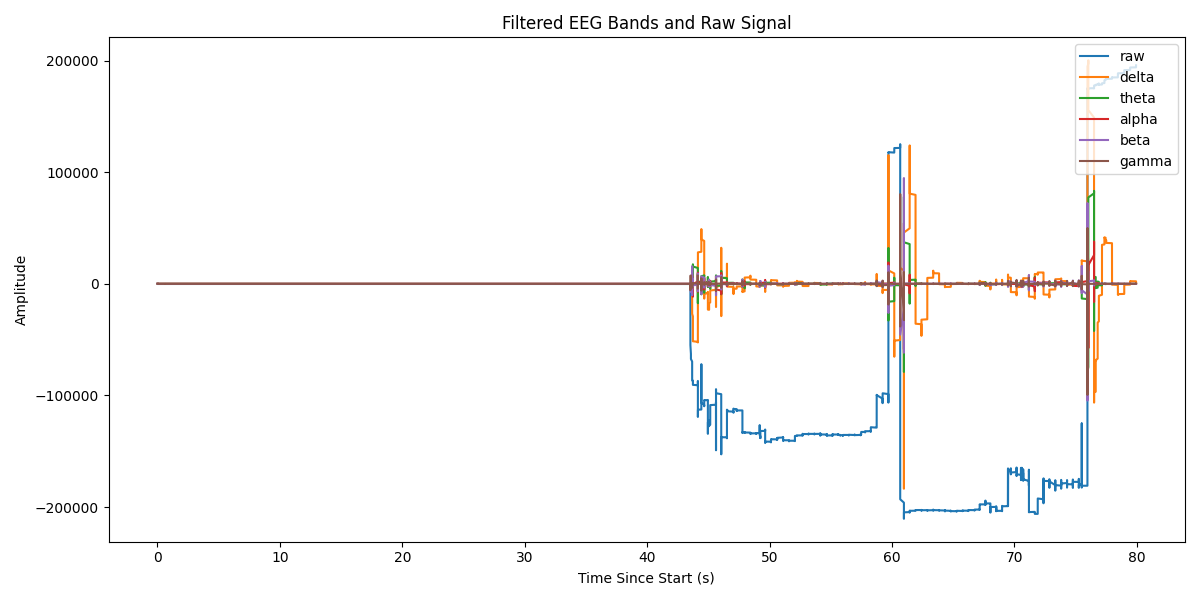 Filtered EEG Bands and Raw Signal
raw
delta
theta
alpha
beta
gamma
200000
100000
0
−100000
−200000
Amplitude
0 10 20 30 40 50 60 70 80
Time Since Start (s)